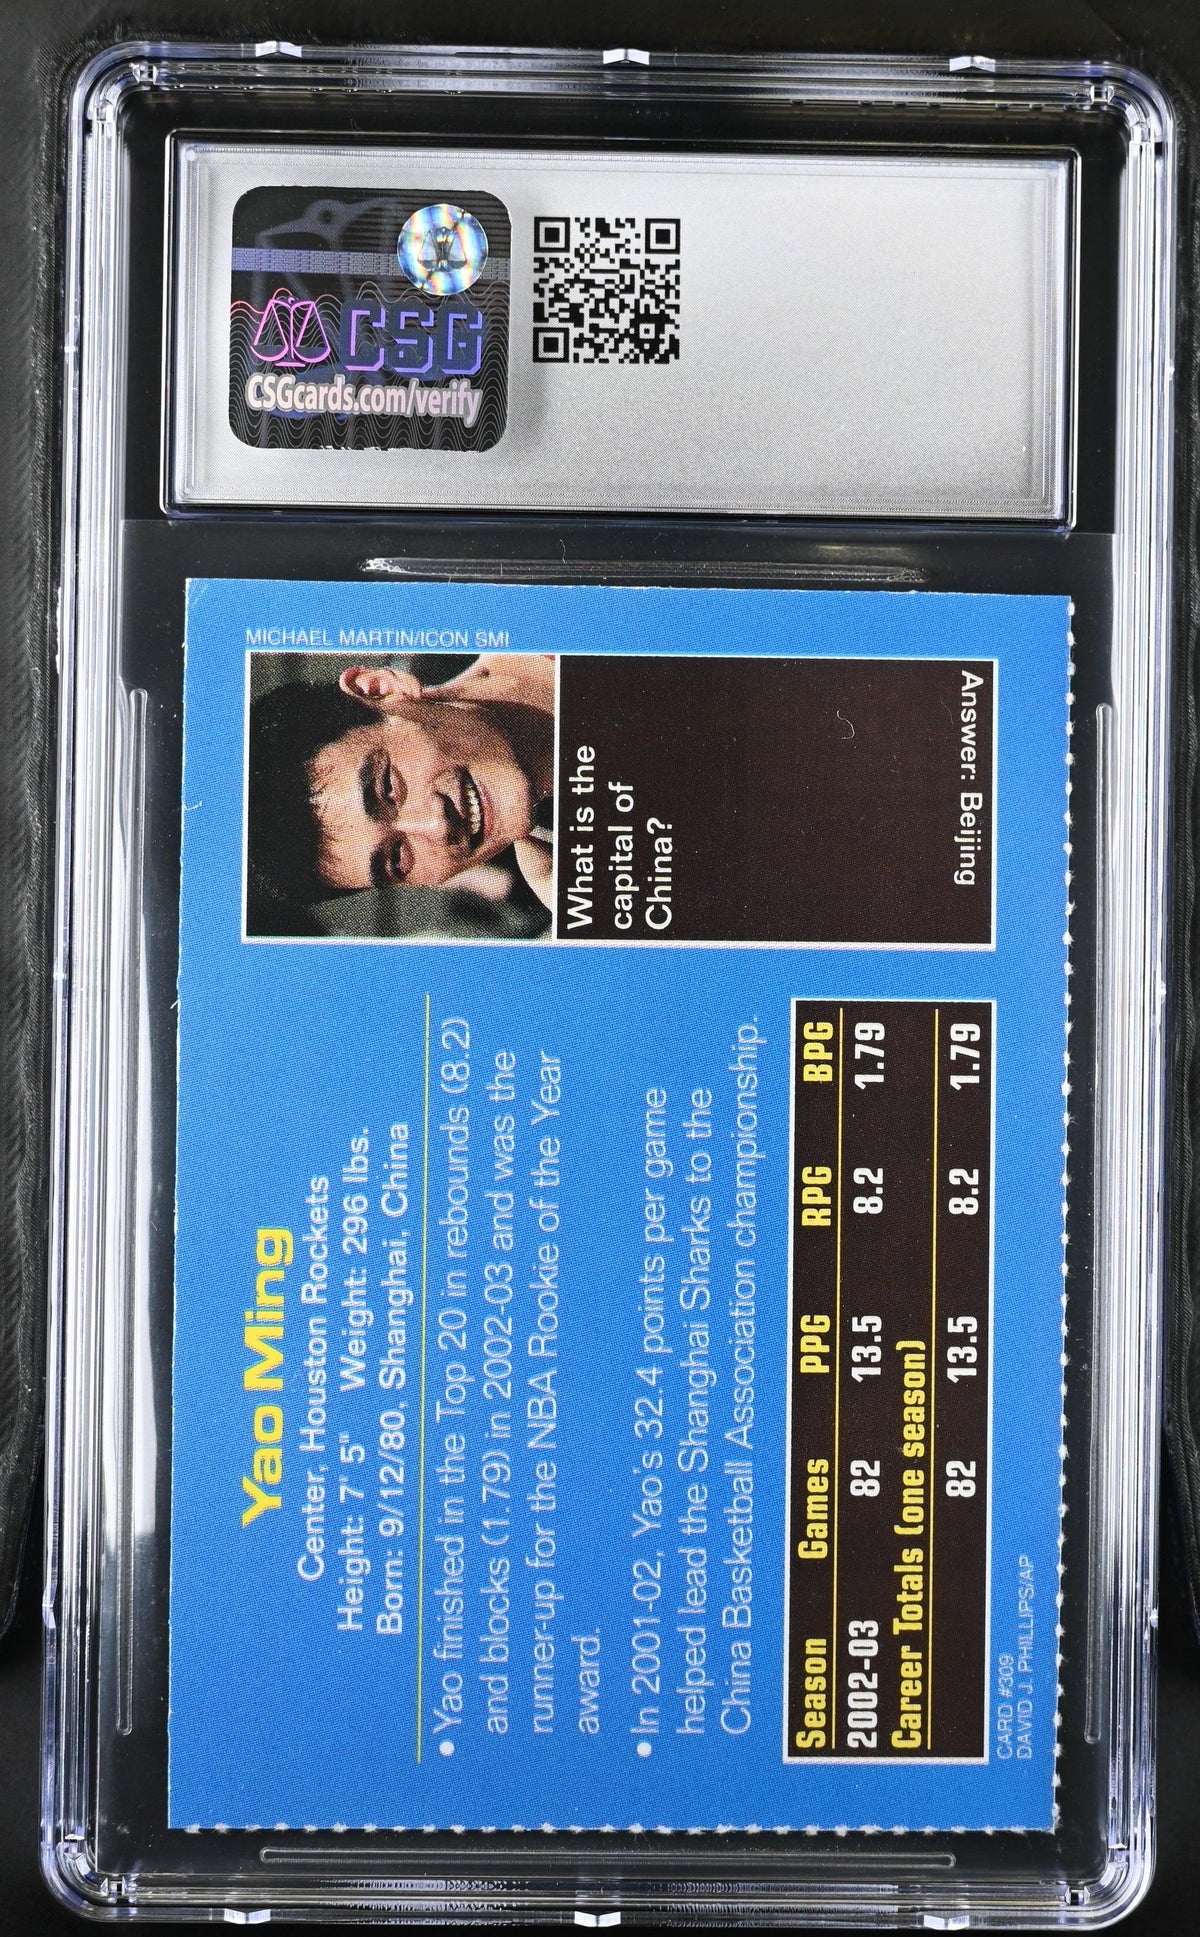 CSG
CSGcards.com/verify
MICHAEL MARTIN/ICON SMI
Yao Ming
Center, Houston Rockets
Height: 7' 5" Weight: 296 lbs.
Born: 9/12/80, Shanghai, China
• Yao finished in the Top 20 in rebounds (8.2)
and blocks (1.79) in 2002-03 and was the
runner-up for the NBA Rookie of the Year
award.
• In 2001-02, Yao's 32.4 points per game
helped lead the Shanghai Sharks to the
China Basketball Association championship.
What is the
capital of
China?
Answer: Beijing
Season Games PPG RPG BPG
2002-03 82 13.5 8.2 1.79
Career Totals (one season)
82 13.5 8.2 1.79
CARD #309
DAVID J. PHILLIPS/AP